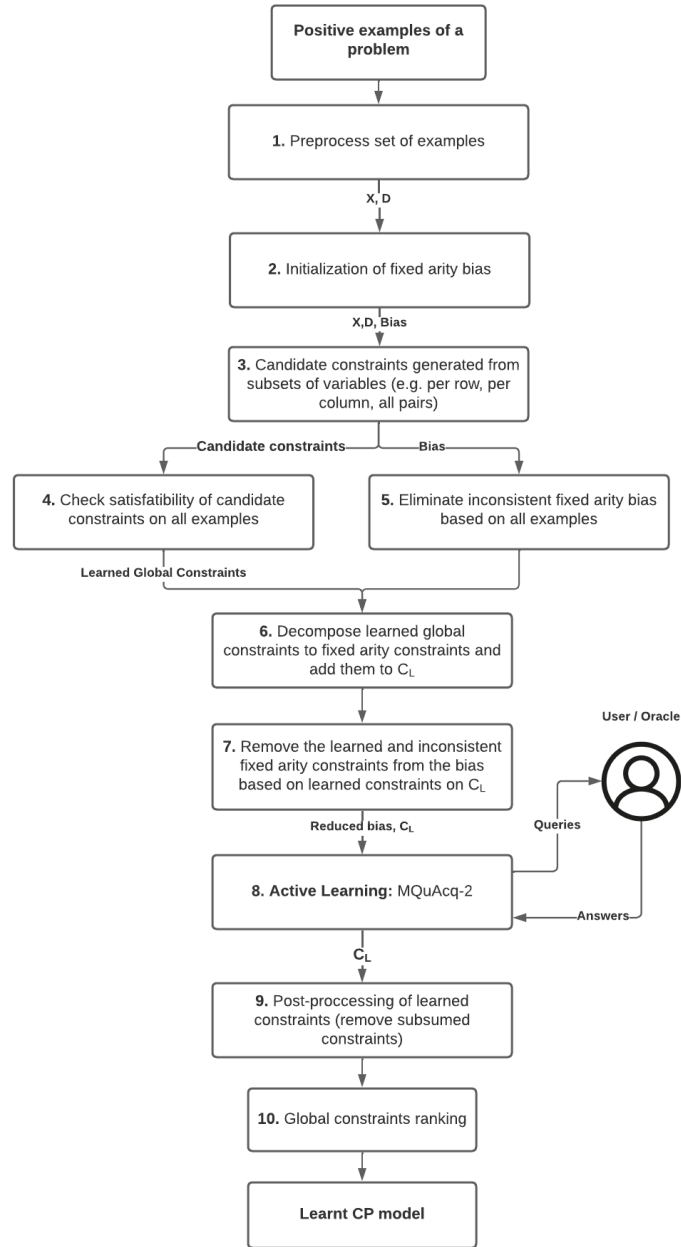 Positive examples of a
problem
1. Preprocess set of examples
X, D
2. Initialization of fixed arity bias
X,D, Bias
3. Candidate constraints generated from
subsets of variables (e.g. per row, per
column, all pairs)
Candidate constraints
Bias
4. Check satisfatibility of candidate
constraints on all examples
5. Eliminate inconsistent fixed arity bias
based on all examples
Learned Global Constraints
6. Decompose learned global
constraints to fixed arity constraints and
add them to C_L
7. Remove the learned and inconsistent
fixed arity constraints from the bias
based on learned constraints on C_L
User / Oracle
Reduced bias, C_L
Queries
8. Active Learning: MQuAcq-2
Answers
C_L
9. Post-proccessing of learned
constraints (remove subsumed
constraints)
10. Global constraints ranking
Learnt CP model